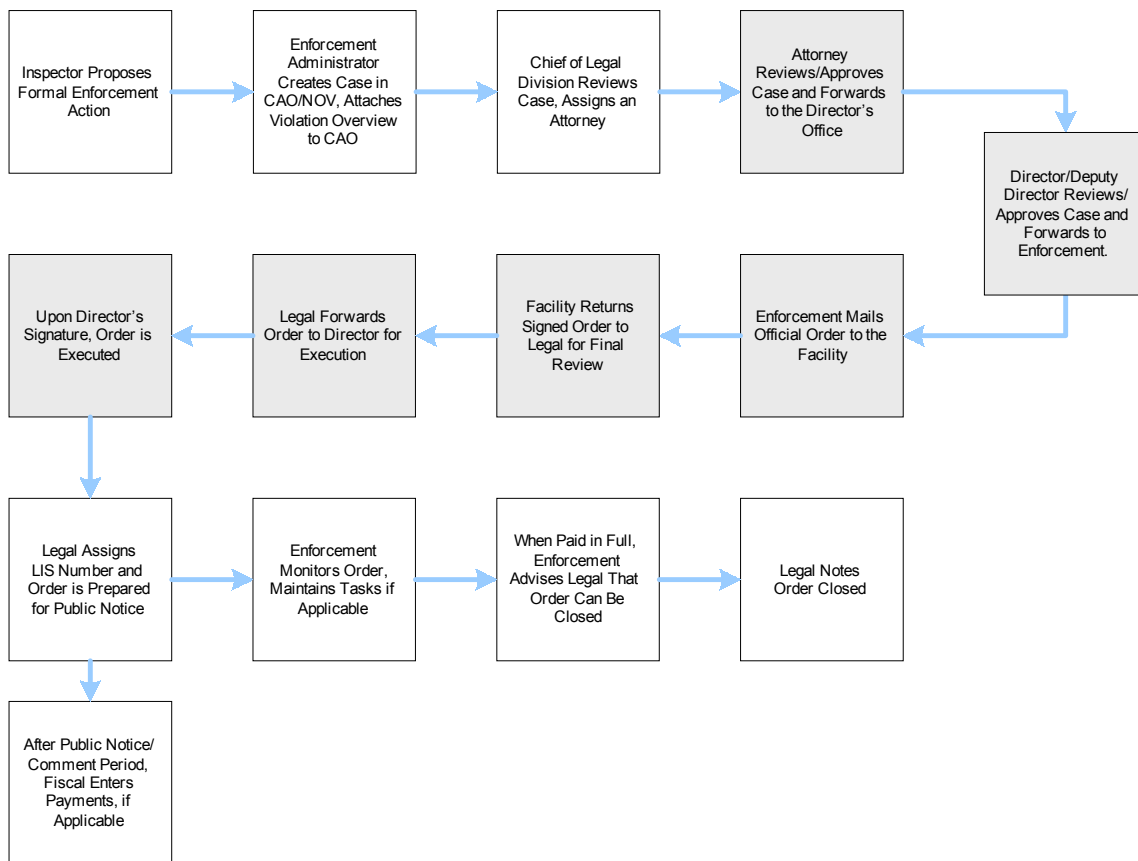 Inspector Proposes
Formal Enforcement
Action
Enforcement
Administrator
Creates Case in
CAO/NOV, Attaches
Violation Overview
to CAO
Chief of Legal
Division Reviews
Case, Assigns an
Attorney
Attorney
Reviews/Approves
Case and Forwards
to the Director's
Office
Director/Deputy
Director Reviews/
Approves Case and
Forwards to
Enforcement.
Upon Director's
Signature, Order is
Executed
Legal Forwards
Order to Director for
Execution
Facility Returns
Signed Order to
Legal for Final
Review
Enforcement Mails
Official Order to the
Facility
Legal Assigns
LIS Number and
Order is Prepared
for Public Notice
Enforcement
Monitors Order,
Maintains Tasks if
Applicable
When Paid in Full,
Enforcement
Advises Legal That
Order Can Be
Closed
Legal Notes
Order Closed
After Public Notice/
Comment Period,
Fiscal Enters
Payments, if
Applicable